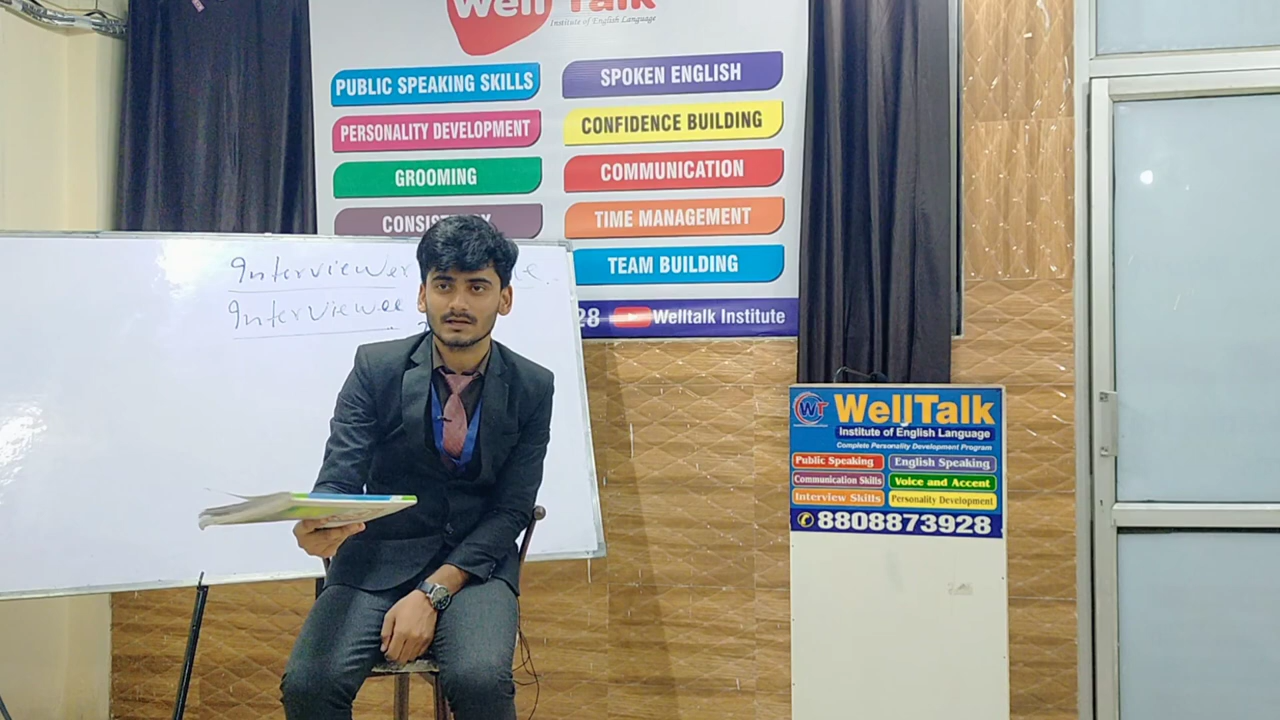 Well Talk
Institute of English Language
PUBLIC SPEAKING SKILLS
SPOKEN ENGLISH
PERSONALITY DEVELOPMENT
CONFIDENCE BUILDING
GROOMING
COMMUNICATION
TIME MANAGEMENT
TEAM BUILDING
28 Welltalk Institute
Interviewer
Interviewee
WT WellTalk
Institute of English Language
Complete Personality Development Program
Public Speaking
English Speaking
Communication Skills
Voice and Accent
Interview Skills
Personality Development
8808873928